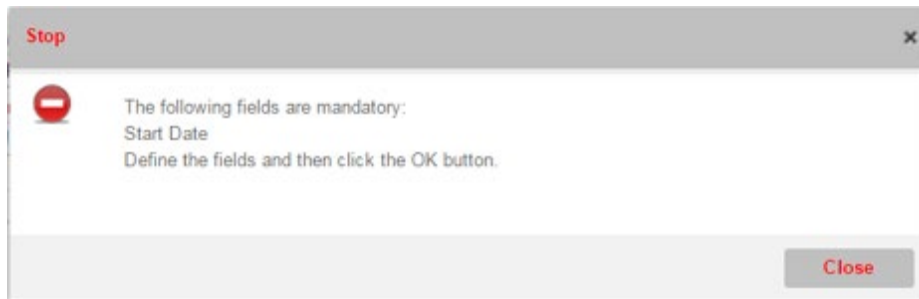 Stop
The following fields are mandatory:
Start Date
Define the fields and then click the OK button.
Close